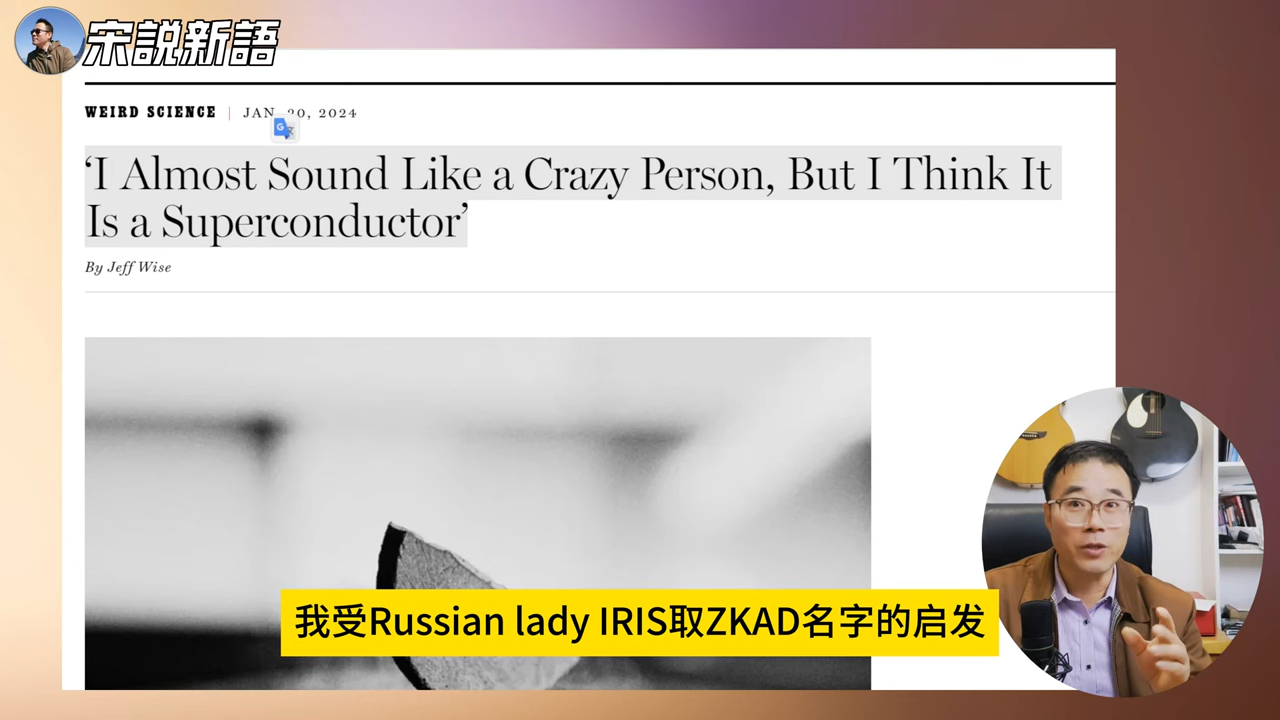 宋説新語
WEIRD SCIENCE | JAN 20, 2024
‘I Almost Sound Like a Crazy Person, But I Think It
Is a Superconductor’
By Jeff Wise
我受Russian lady IRIS取ZKAD名字的启发